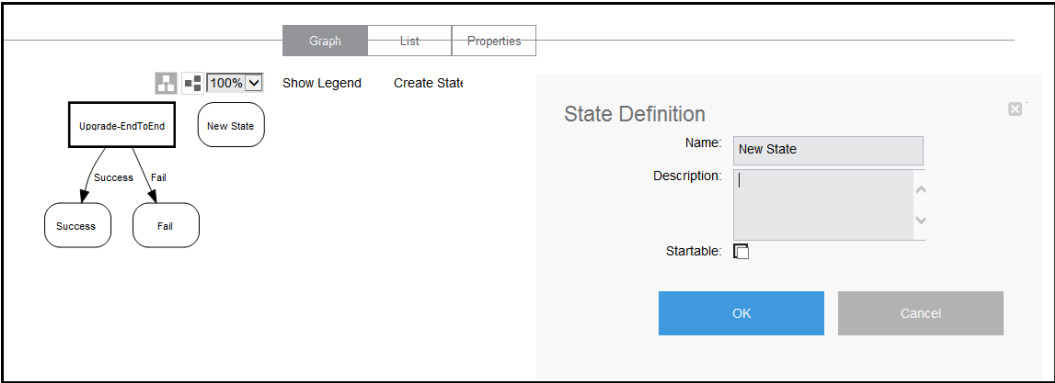 Graph List Properties
100% Show Legend Create State
State Definition
Upgrade-EndToEnd New State
Success Fail
Success Fail
Name: New State
Description:
Startable:
OK Cancel